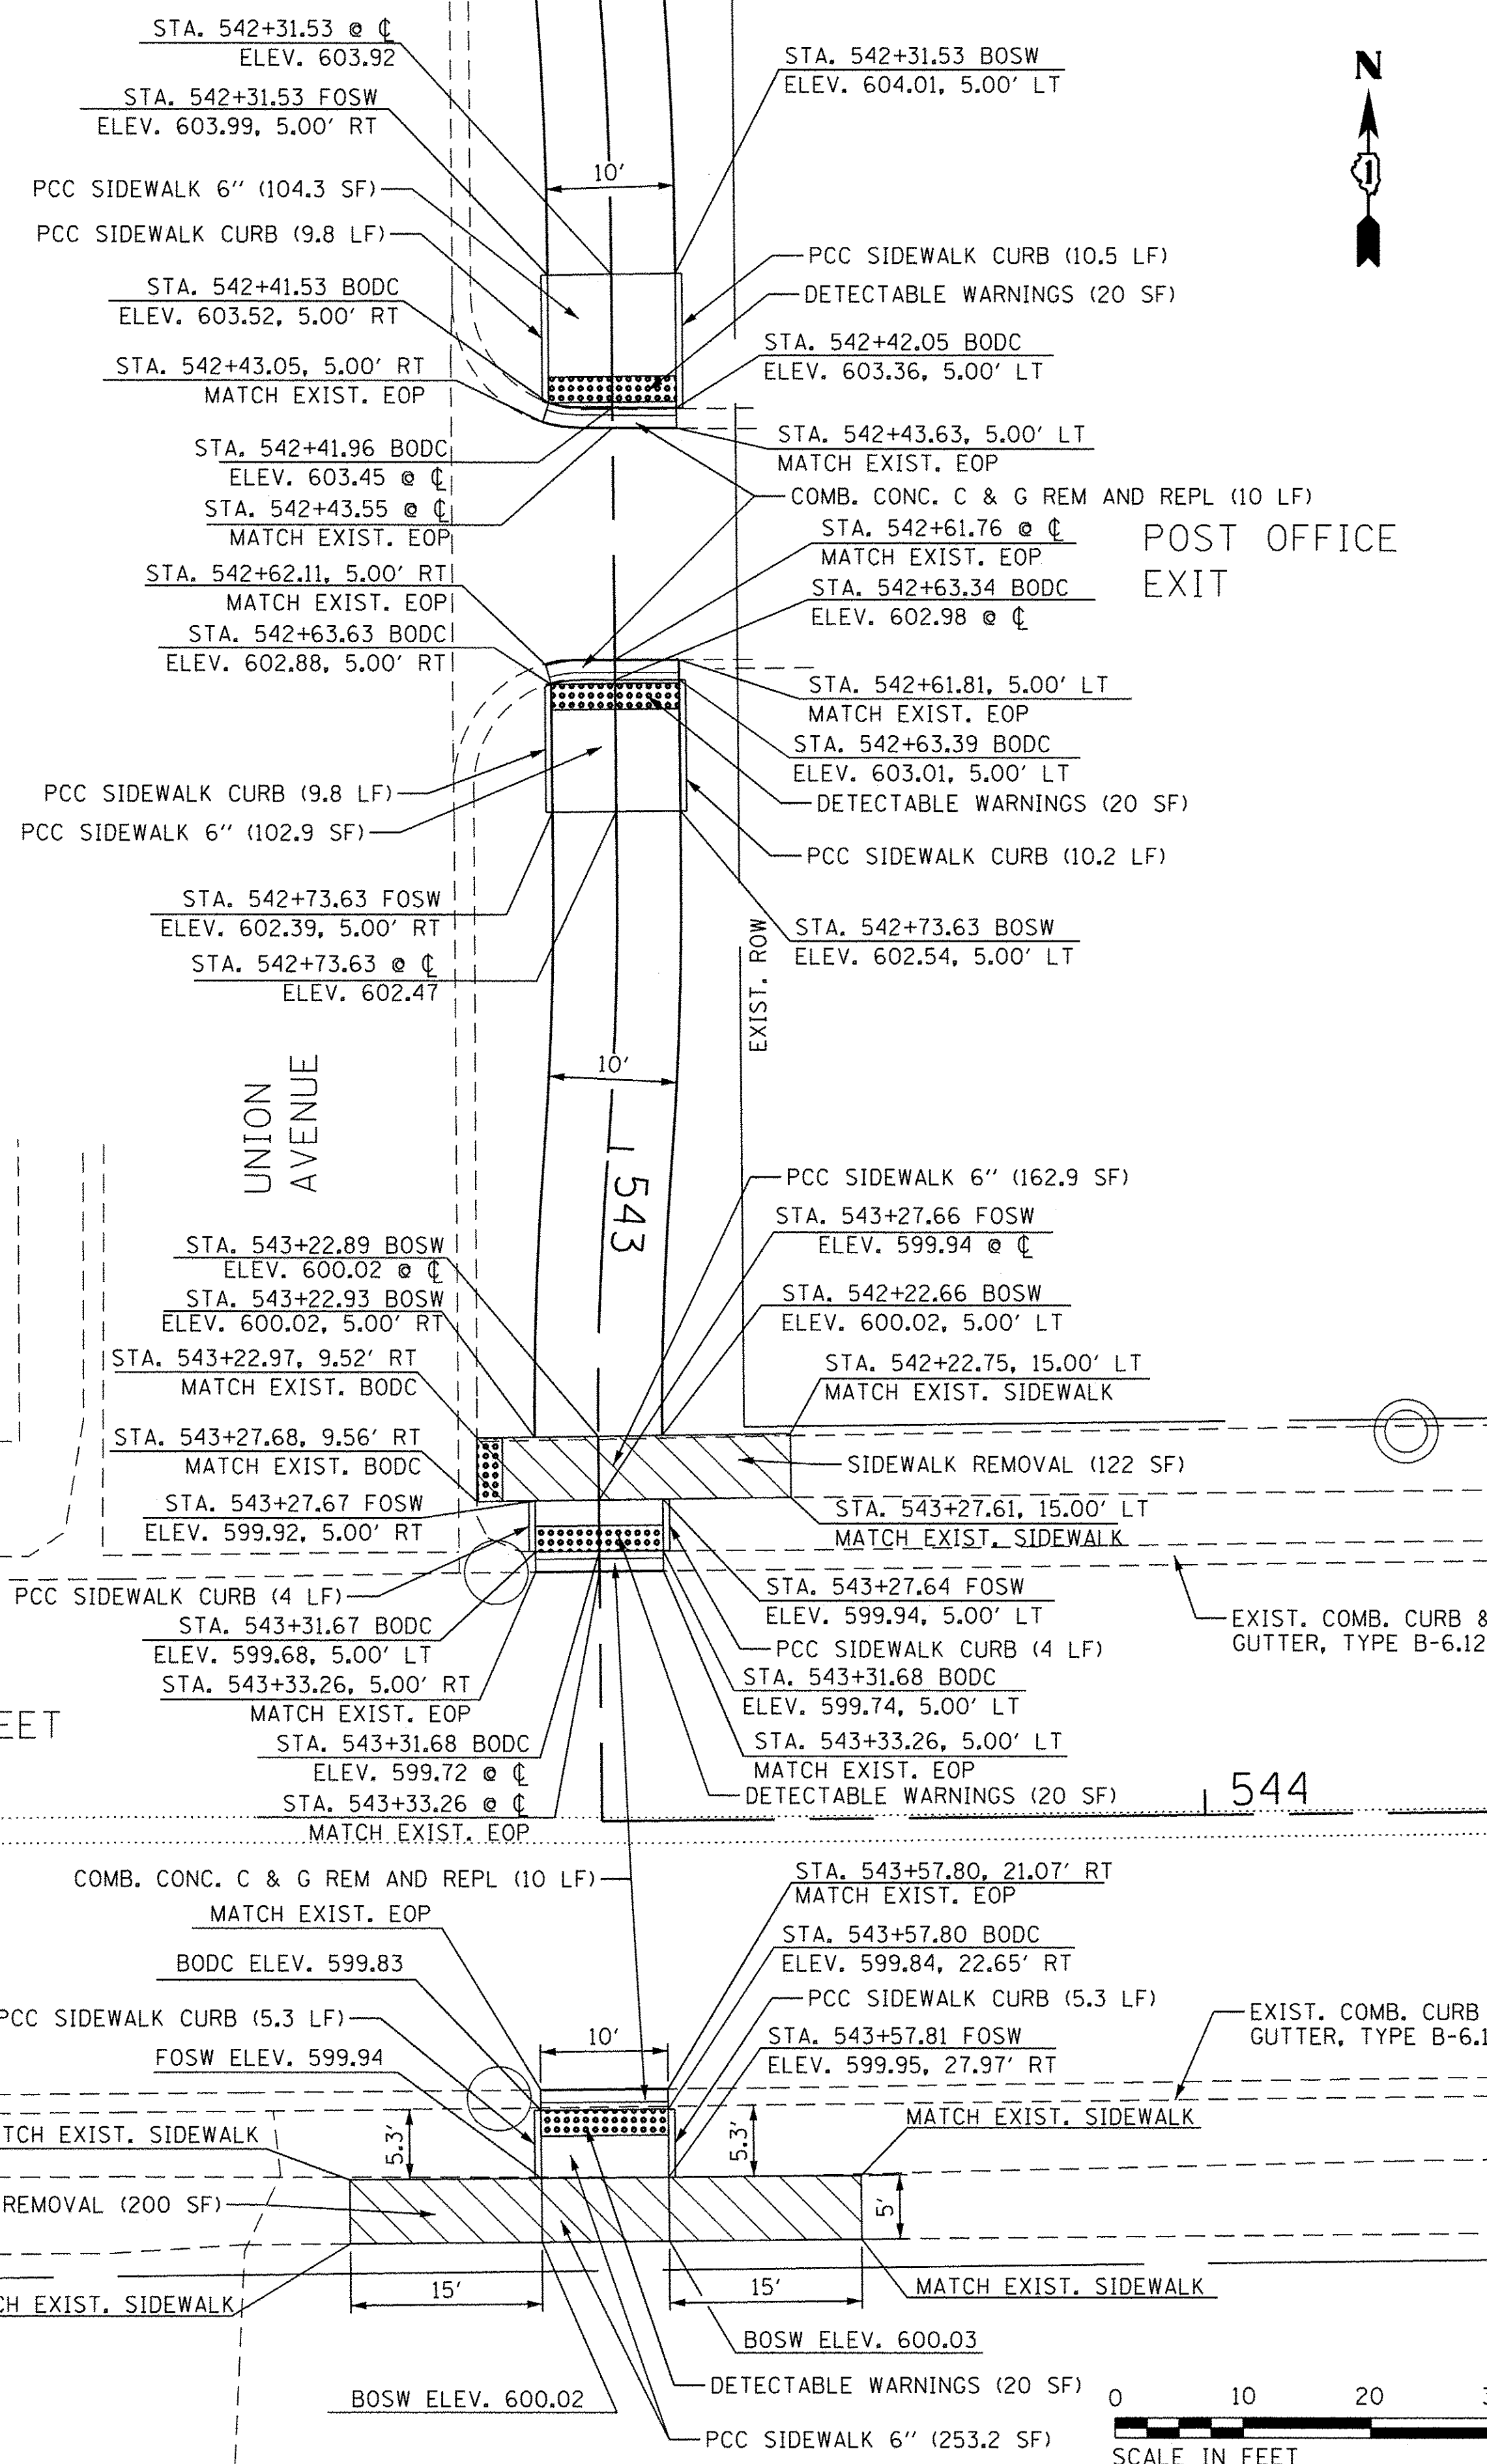 STA. 542+31.53 @ ℄
ELEV. 603.92
STA. 542+31.53 BOSW
ELEV. 604.01, 5.00' LT
N
1
STA. 542+31.53 FOSW
ELEV. 603.99, 5.00' RT
10'
PCC SIDEWALK 6" (104.3 SF)
PCC SIDEWALK CURB (9.8 LF)
PCC SIDEWALK CURB (10.5 LF)
DETECTABLE WARNINGS (20 SF)
STA. 542+41.53 BODC
ELEV. 603.52, 5.00' RT
STA. 542+42.05 BODC
ELEV. 603.36, 5.00' LT
STA. 542+43.05, 5.00' RT
MATCH EXIST. EOP
STA. 542+43.63, 5.00' LT
MATCH EXIST. EOP
STA. 542+41.96 BODC
ELEV. 603.45 @ ℄
COMB. CONC. C & G REM AND REPL (10 LF)
STA. 542+43.55 @ ℄
MATCH EXIST. EOP
STA. 542+61.76 @ ℄
MATCH EXIST. EOP
POST OFFICE
EXIT
STA. 542+62.11, 5.00' RT
MATCH EXIST. EOP
STA. 542+63.34 BODC
ELEV. 602.98 @ ℄
STA. 542+63.63 BODC
ELEV. 602.88, 5.00' RT
STA. 542+61.81, 5.00' LT
MATCH EXIST. EOP
STA. 542+63.39 BODC
ELEV. 603.01, 5.00' LT
PCC SIDEWALK CURB (9.8 LF)
DETECTABLE WARNINGS (20 SF)
PCC SIDEWALK 6" (102.9 SF)
PCC SIDEWALK CURB (10.2 LF)
STA. 542+73.63 FOSW
ELEV. 602.39, 5.00' RT
STA. 542+73.63 BOSW
ELEV. 602.54, 5.00' LT
STA. 542+73.63 @ ℄
ELEV. 602.47
EXIST. ROW
10'
UNION
AVENUE
543
PCC SIDEWALK 6" (162.9 SF)
STA. 543+27.66 FOSW
ELEV. 599.94 @ ℄
STA. 543+22.89 BOSW
ELEV. 600.02 @ ℄
STA. 543+22.93 BOSW
ELEV. 600.02, 5.00' RT
STA. 542+22.66 BOSW
ELEV. 600.02, 5.00' LT
STA. 543+22.97, 9.52' RT
MATCH EXIST. BODC
STA. 542+22.75, 15.00' LT
MATCH EXIST. SIDEWALK
STA. 543+27.68, 9.56' RT
MATCH EXIST. BODC
SIDEWALK REMOVAL (122 SF)
STA. 543+27.67 FOSW
ELEV. 599.92, 5.00' RT
STA. 543+27.61, 15.00' LT
MATCH EXIST. SIDEWALK
PCC SIDEWALK CURB (4 LF)
STA. 543+27.64 FOSW
ELEV. 599.94, 5.00' LT
EXIST. COMB. CURB &
GUTTER, TYPE B-6.12
STA. 543+31.67 BODC
ELEV. 599.68, 5.00' LT
PCC SIDEWALK CURB (4 LF)
STA. 543+33.26, 5.00' RT
MATCH EXIST. EOP
STA. 543+31.68 BODC
ELEV. 599.74, 5.00' LT
EET
STA. 543+31.68 BODC
ELEV. 599.72 @ ℄
STA. 543+33.26, 5.00' LT
MATCH EXIST. EOP
STA. 543+33.26 @ ℄
MATCH EXIST. EOP
DETECTABLE WARNINGS (20 SF)
544
COMB. CONC. C & G REM AND REPL (10 LF)
STA. 543+57.80, 21.07' RT
MATCH EXIST. EOP
MATCH EXIST. EOP
STA. 543+57.80 BODC
ELEV. 599.84, 22.65' RT
BODC ELEV. 599.83
PCC SIDEWALK CURB (5.3 LF)
PCC SIDEWALK CURB (5.3 LF)
EXIST. COMB. CURB
GUTTER, TYPE B-6.1
FOSW ELEV. 599.94
10'
STA. 543+57.81 FOSW
ELEV. 599.95, 27.97' RT
TCH EXIST. SIDEWALK
5.3'
5.3'
MATCH EXIST. SIDEWALK
REMOVAL (200 SF)
5'
CH EXIST. SIDEWALK
15'
15'
MATCH EXIST. SIDEWALK
BOSW ELEV. 600.03
BOSW ELEV. 600.02
DETECTABLE WARNINGS (20 SF)
PCC SIDEWALK 6" (253.2 SF)
0 10 20
SCALE IN FEET